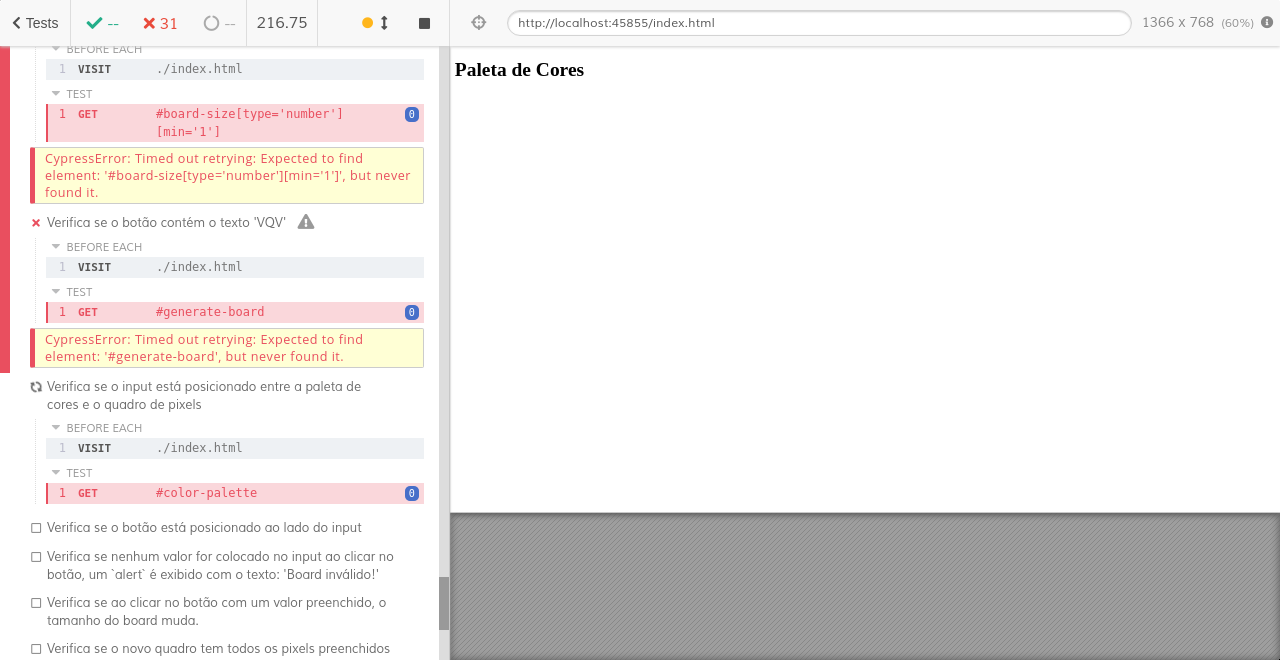 Tests
--
31
--
216.75
http://localhost:45855/index.html
1366 x 768 (60%)
BEFORE EACH
1 VISIT ./index.html
TEST
1 GET #board-size[type='number']
[min='1']
0
CypressError: Timed out retrying: Expected to find
element: '#board-size[type='number'][min='1']', but never
found it.
Verifica se o botão contém o texto 'VQV'
BEFORE EACH
1 VISIT ./index.html
TEST
1 GET #generate-board 0
CypressError: Timed out retrying: Expected to find
element: '#generate-board', but never found it.
Verifica se o input está posicionado entre a paleta de
cores e o quadro de pixels
BEFORE EACH
1 VISIT ./index.html
TEST
1 GET #color-palette 0
Verifica se o botão está posicionado ao lado do input
Verifica se nenhum valor for colocado no input ao clicar no
botão, um `alert` é exibido com o texto: 'Board inválido!'
Verifica se ao clicar no botão com um valor preenchido, o
tamanho do board muda.
Verifica se o novo quadro tem todos os pixels preenchidos
Paleta de Cores